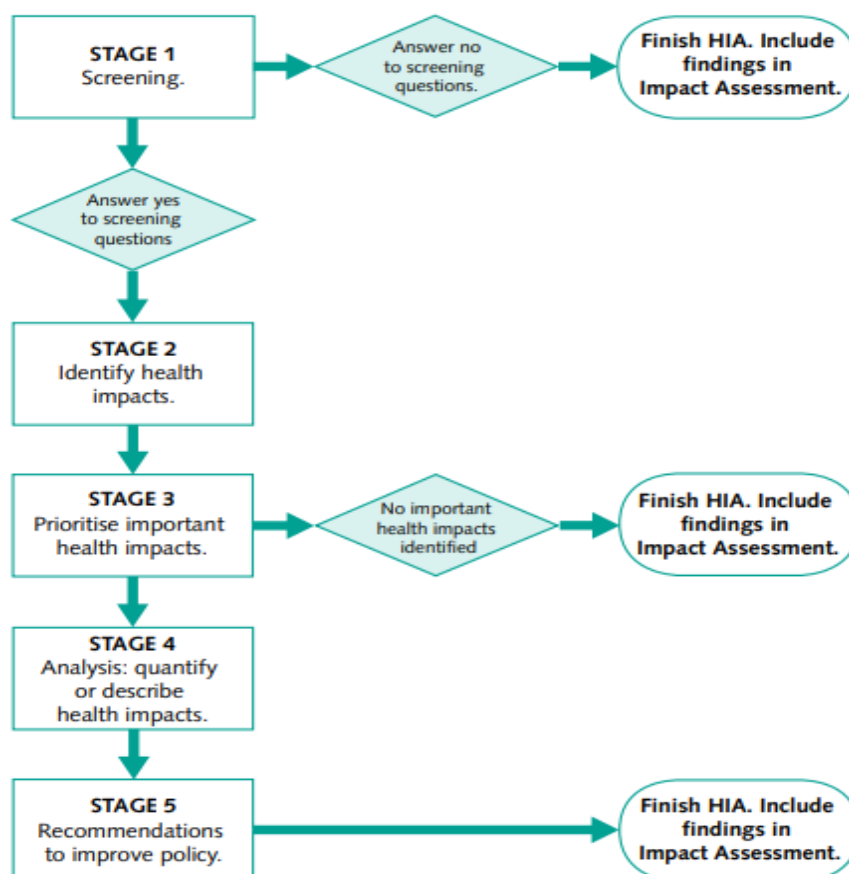 STAGE 1
Screening.
Answer no
to screening
questions.
Finish HIA. Include
findings in
Impact Assessment.
Answer yes
to screening
questions
STAGE 2
Identify health
impacts.
STAGE 3
Prioritise important
health impacts.
No important
health impacts
identified
Finish HIA. Include
findings in
Impact Assessment.
STAGE 4
Analysis: quantify
or describe
health impacts.
STAGE 5
Recommendations
to improve policy.
Finish HIA. Include
findings in
Impact Assessment.